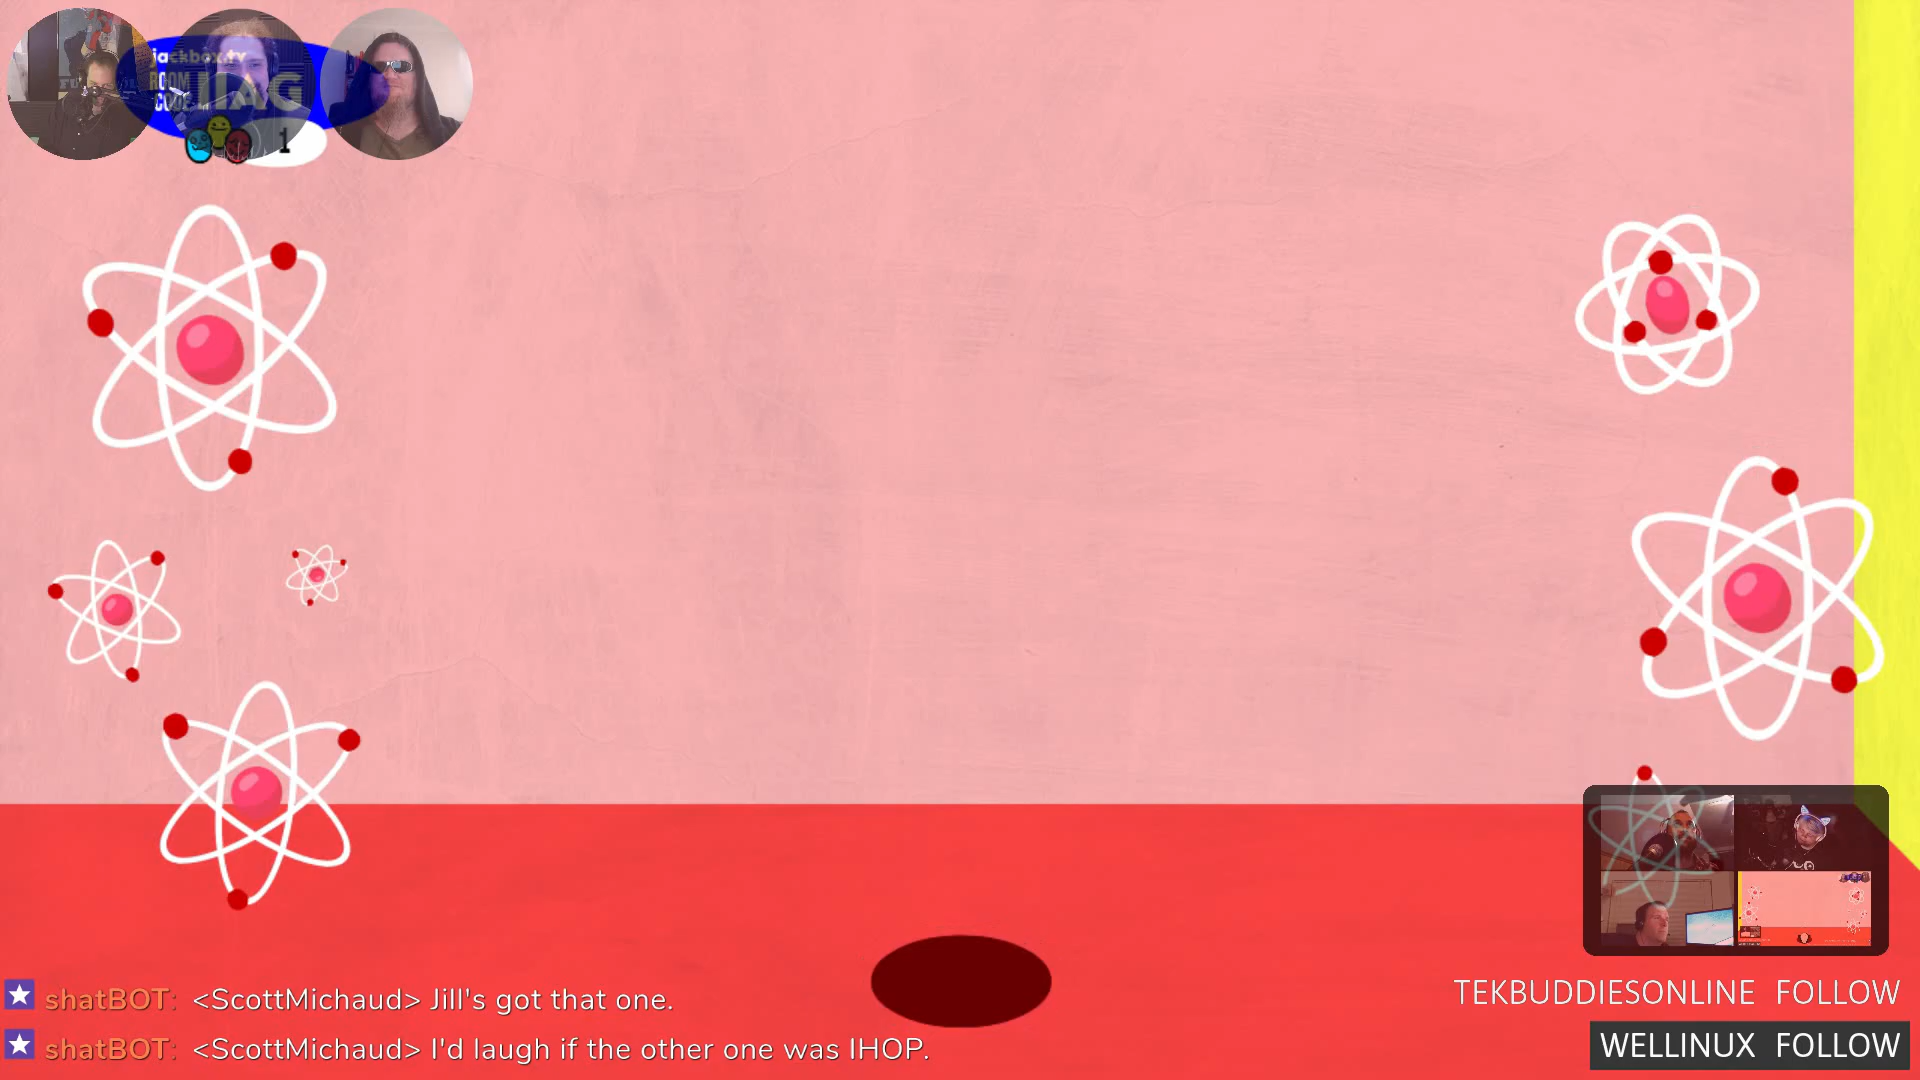 jackbox.tv
ROOM
CODE
1
shatBOT: <ScottMichaud> Jill's got that one.
shatBOT: <ScottMichaud> I'd laugh if the other one was IHOP.
TEKBUDDIESONLINE FOLLOW
WELLINUX FOLLOW